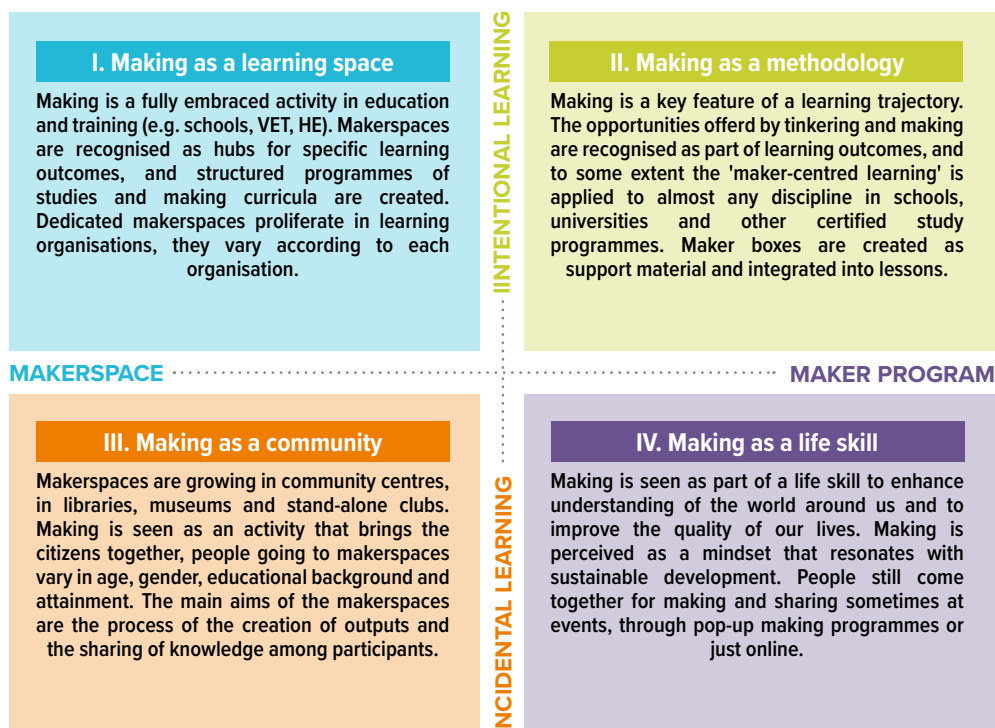 I. Making as a learning space
Making is a fully embraced activity in education
and training (e.g. schools, VET, HE). Makerspaces
are recognised as hubs for specific learning
outcomes, and structured programmes of
studies and making curricula are created.
Dedicated makerspaces proliferate in learning
organisations, they vary according to each
organisation.
IINTENTIONAL LEARNING
II. Making as a methodology
Making is a key feature of a learning trajectory.
The opportunities offerd by tinkering and making
are recognised as part of learning outcomes, and
to some extent the 'maker-centred learning' is
applied to almost any discipline in schools,
universities and other certified study
programmes. Maker boxes are created as
support material and integrated into lessons.
MAKERSPACE
MAKER PROGRAM
III. Making as a community
Makerspaces are growing in community centres,
in libraries, museums and stand-alone clubs.
Making is seen as an activity that brings the
citizens together, people going to makerspaces
vary in age, gender, educational background and
attainment. The main aims of the makerspaces
are the process of the creation of outputs and
the sharing of knowledge among participants.
NCIDENTAL LEARNING
IV. Making as a life skill
Making is seen as part of a life skill to enhance
understanding of the world around us and to
improve the quality of our lives. Making is
perceived as a mindset that resonates with
sustainable development. People still come
together for making and sharing sometimes at
events, through pop-up making programmes or
just online.